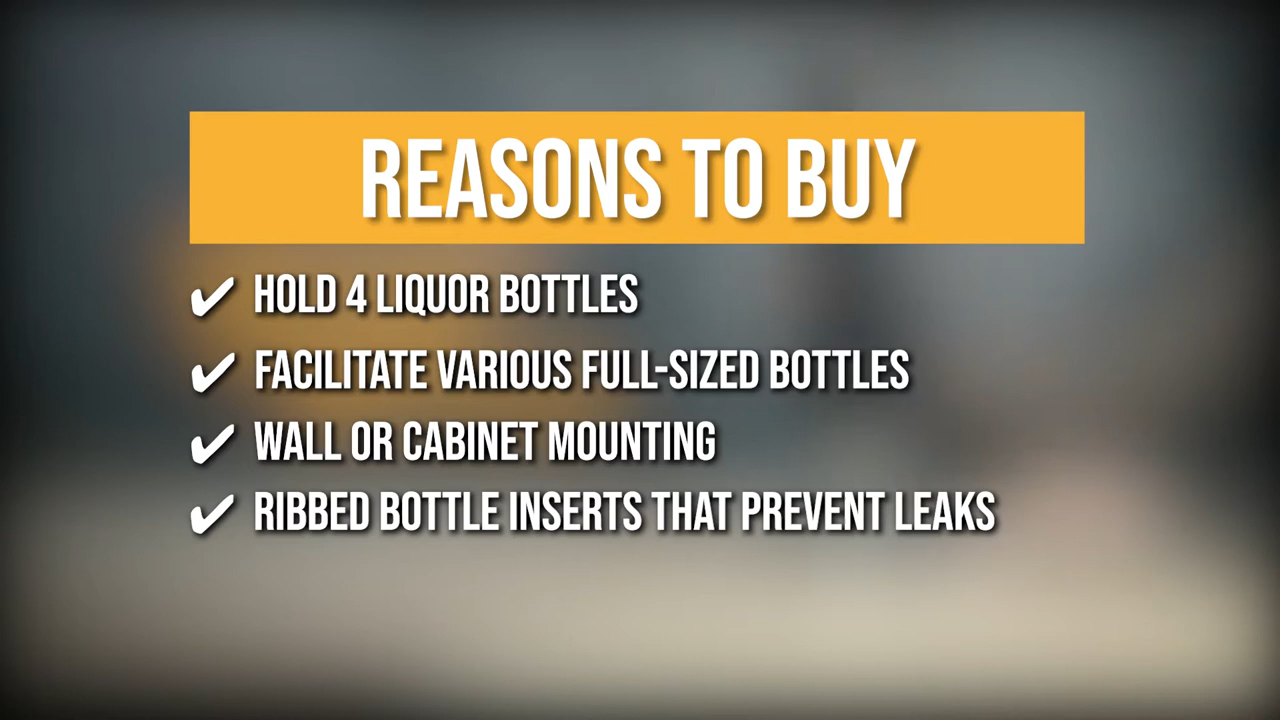 REASONS TO BUY
✔ HOLD 4 LIQUOR BOTTLES
✔ FACILITATE VARIOUS FULL-SIZED BOTTLES
✔ WALL OR CABINET MOUNTING
✔ RIBBED BOTTLE INSERTS THAT PREVENT LEAKS